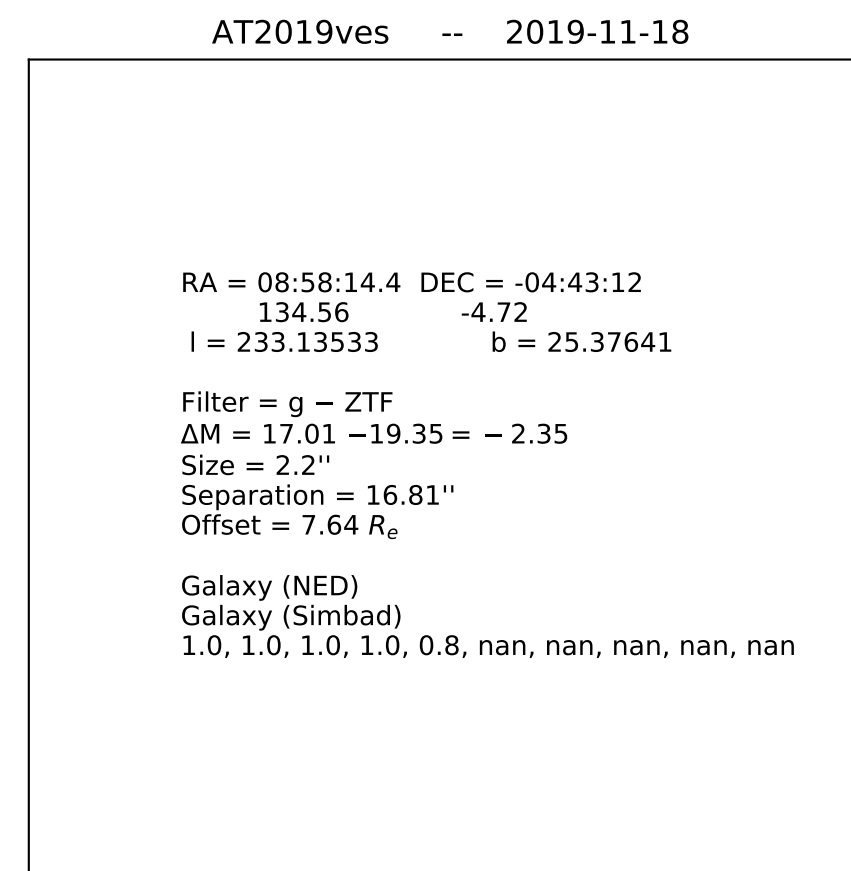 AT2019ves -- 2019-11-18
RA = 08:58:14.4 DEC = -04:43:12
134.56 -4.72
l = 233.13533 b = 25.37641
Filter = g − ZTF
ΔM = 17.01 −19.35 = − 2.35
Size = 2.2''
Separation = 16.81''
Offset = 7.64 Re
Galaxy (NED)
Galaxy (Simbad)
1.0, 1.0, 1.0, 1.0, 0.8, nan, nan, nan, nan, nan